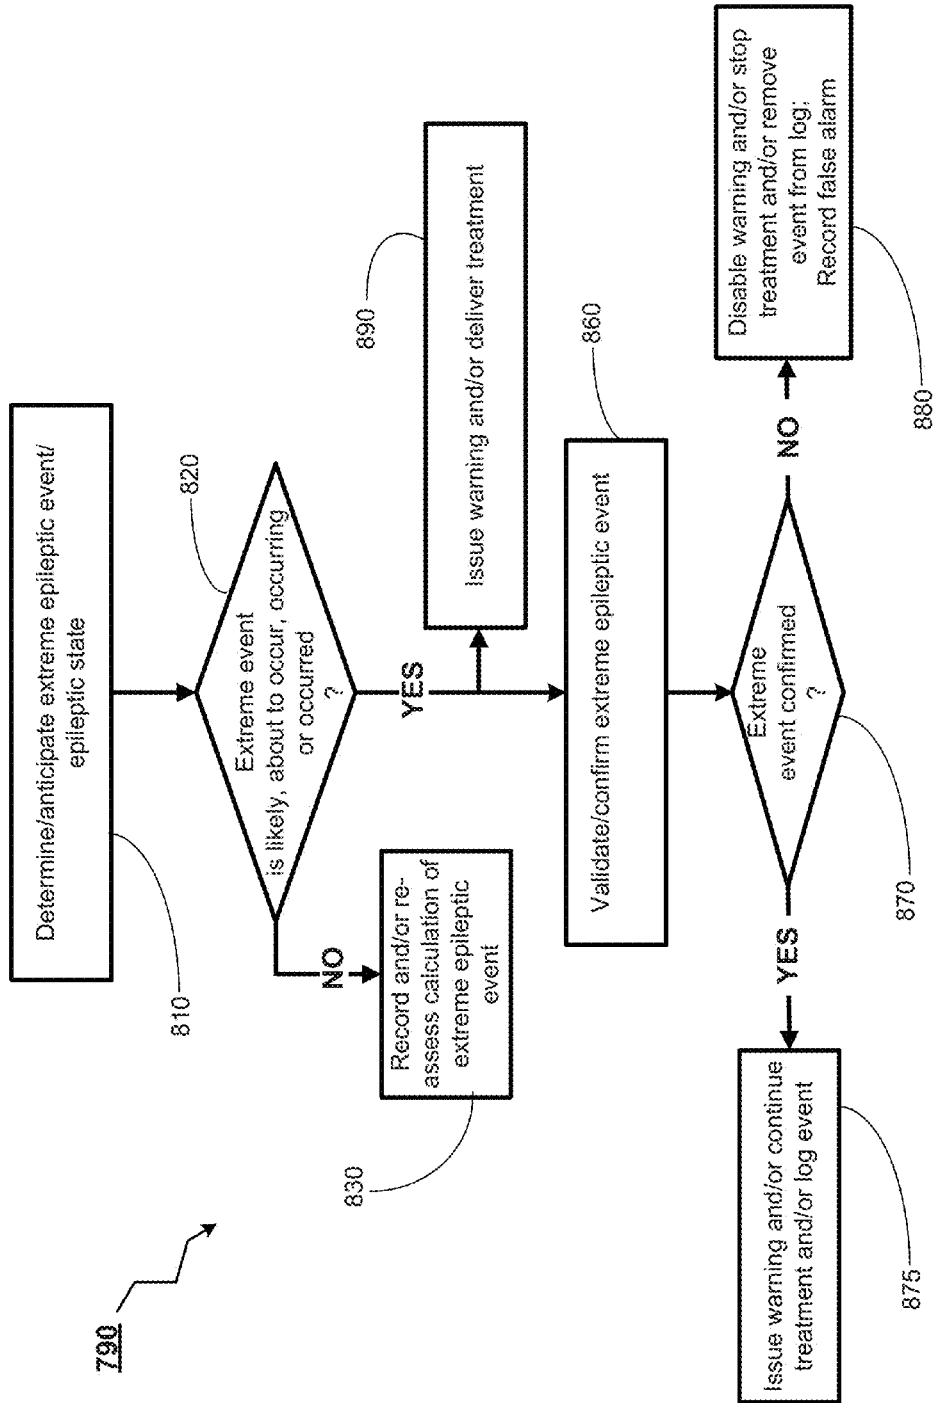 790
Determine/anticipate extreme epileptic event/
epileptic state
810
Extreme event
is likely, about to occur, occurring
or occurred
?
820
NO
Record and/or re-
assess calculation of
extreme epileptic
event
830
YES
Issue warning and/or deliver treatment
890
Validate/confirm extreme epileptic event
860
Extreme
event confirmed
?
870
YES
Issue warning and/or continue
treatment and/or log event
875
NO
Disable warning and/or stop
treatment and/or remove
event from log;
Record false alarm
880